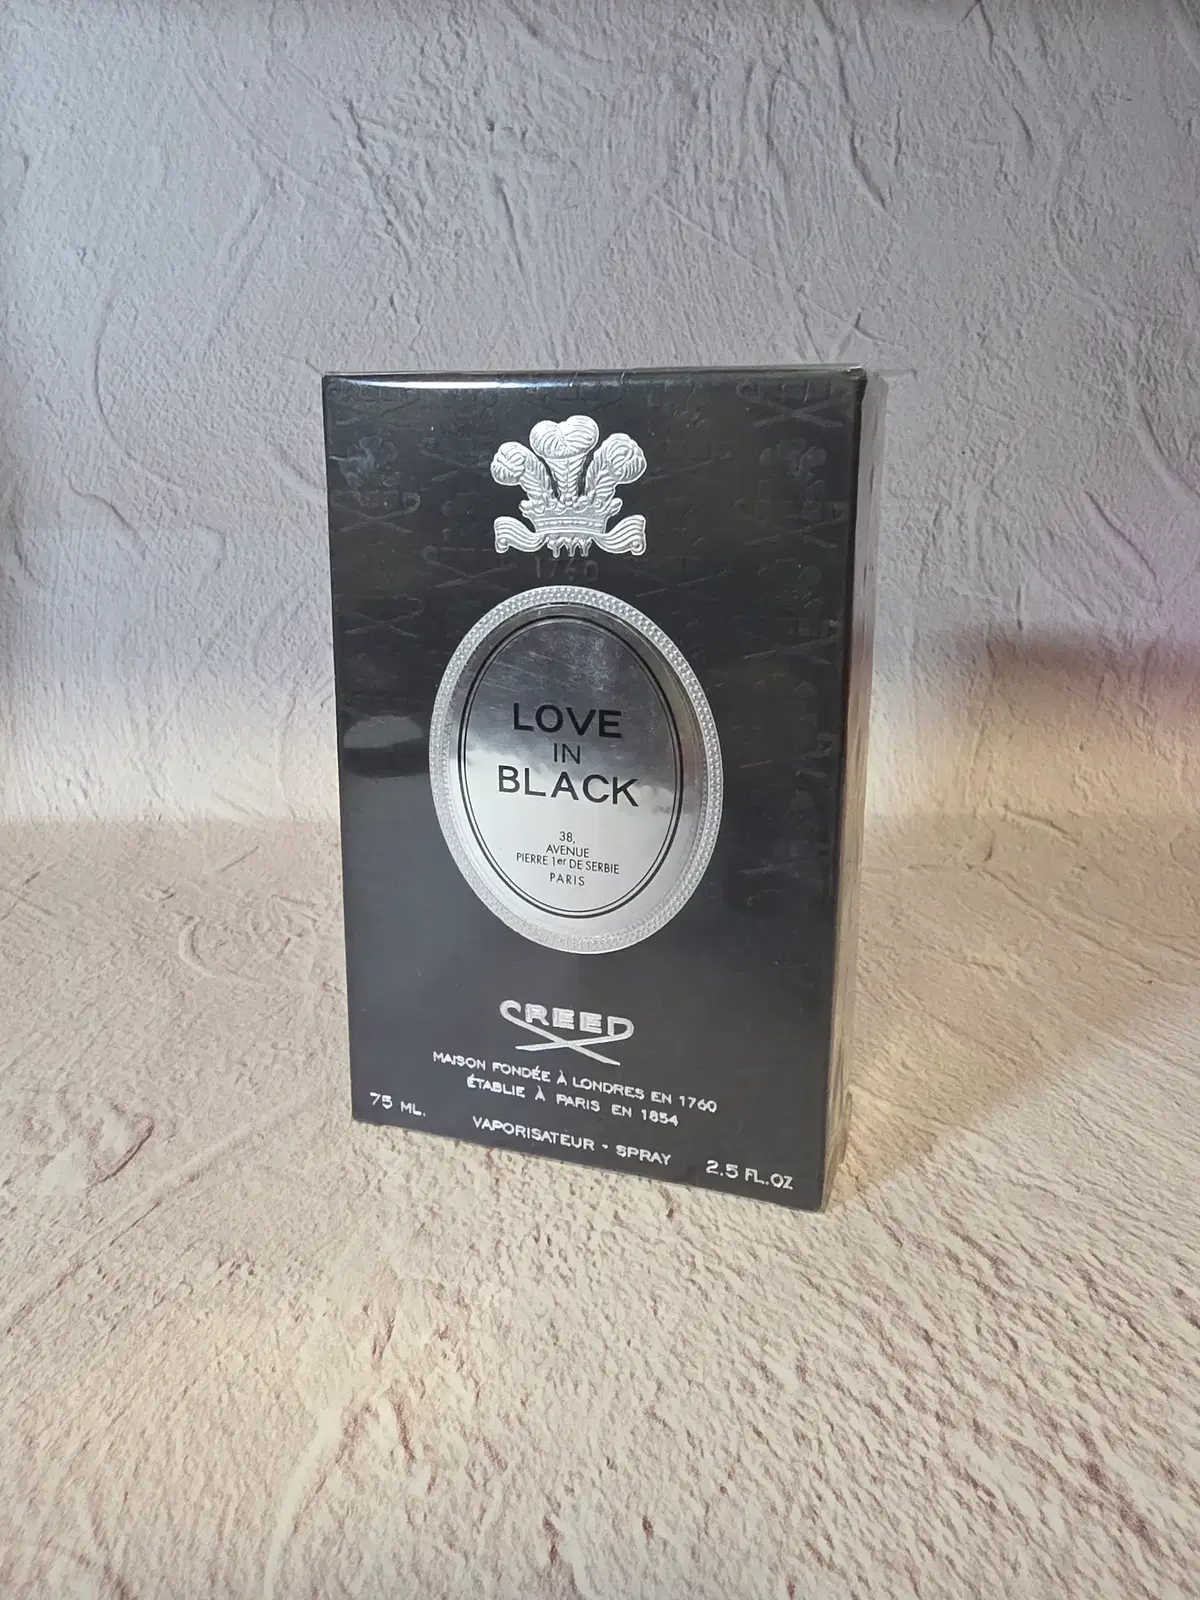 1760
LOVE
IN
BLACK
38,
AVENUE
PIERRE 1er DE SERBIE
PARIS
CREED
MAISON FONDÉE À LONDRES EN 1760
ÉTABLIE À PARIS EN 1854
75 ML.
VAPORISATEUR - SPRAY
2.5 FL.OZ